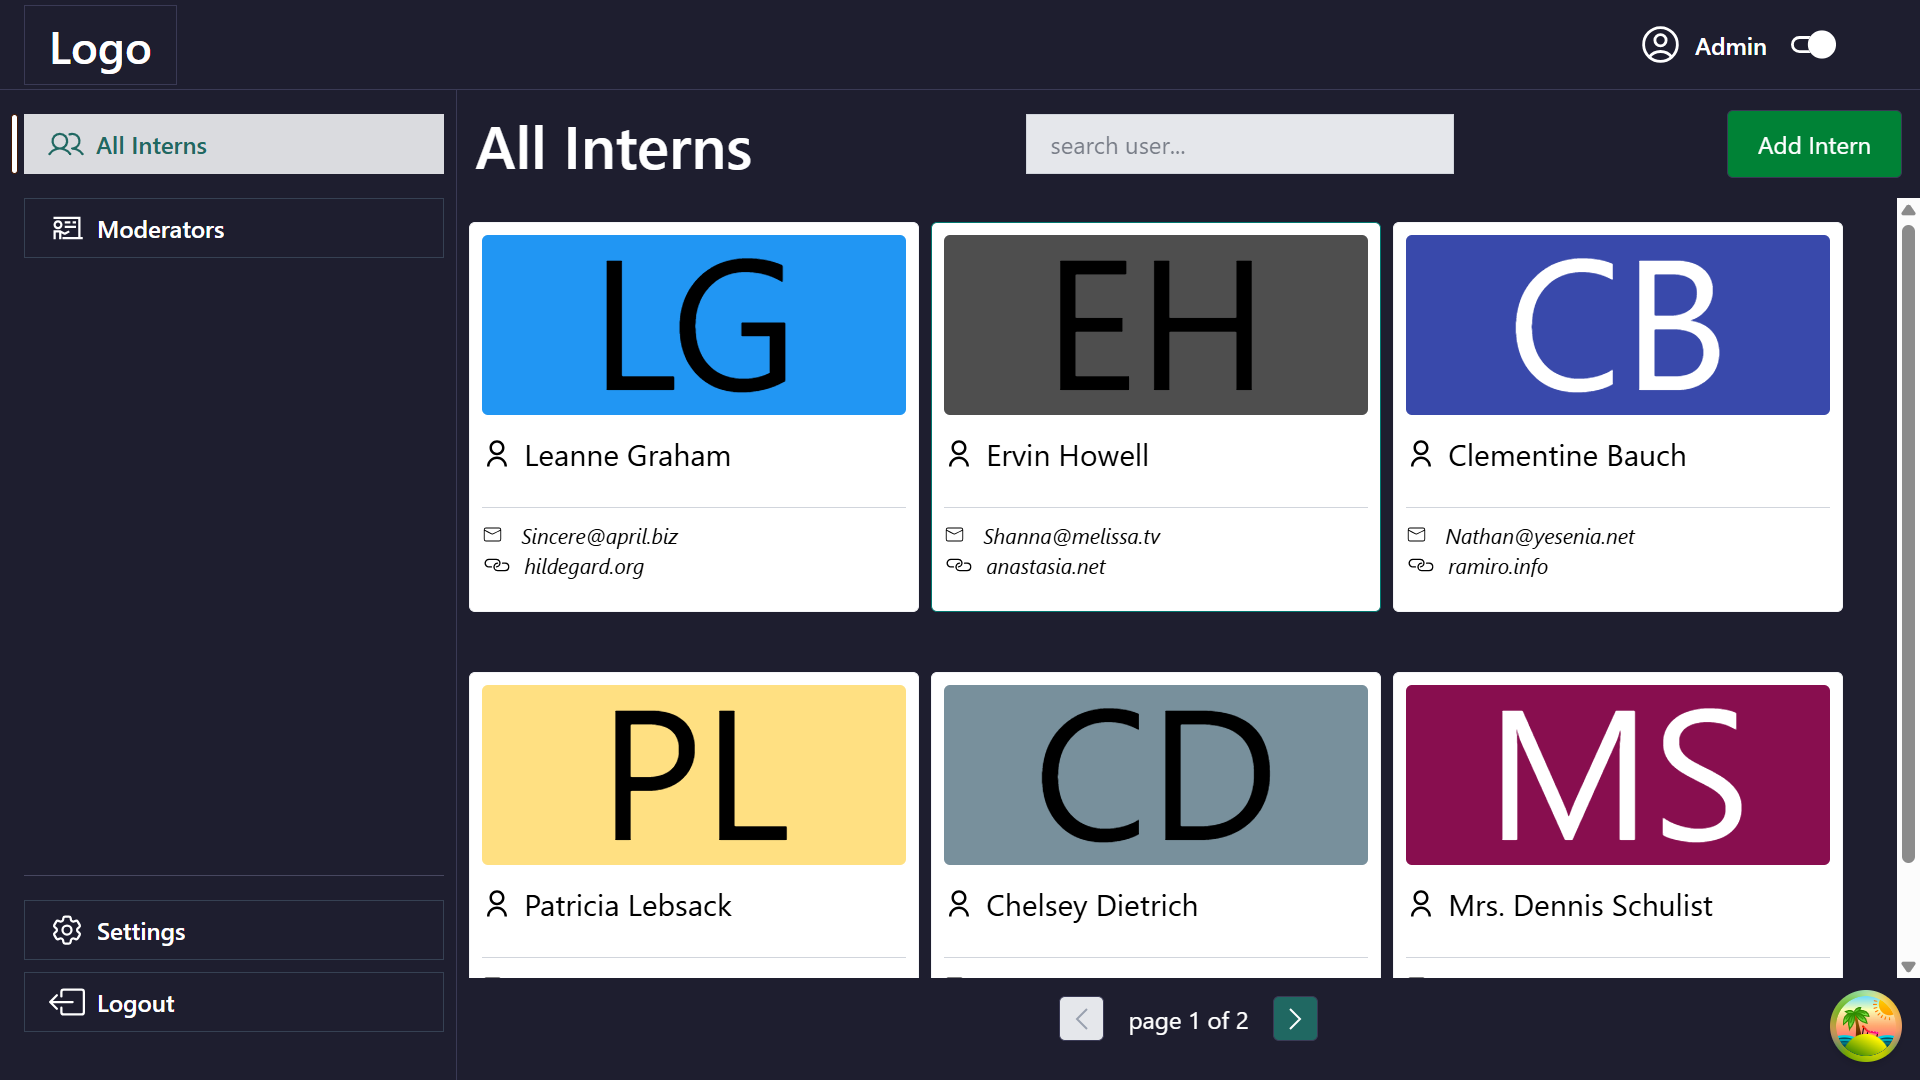 Logo
Admin
All Interns
Moderators
Settings
Logout
All Interns
search user...
Add Intern
LG
Leanne Graham
Sincere@april.biz
hildegard.org
EH
Ervin Howell
Shanna@melissa.tv
anastasia.net
CB
Clementine Bauch
Nathan@yesenia.net
ramiro.info
PL
Patricia Lebsack
CD
Chelsey Dietrich
MS
Mrs. Dennis Schulist
page 1 of 2